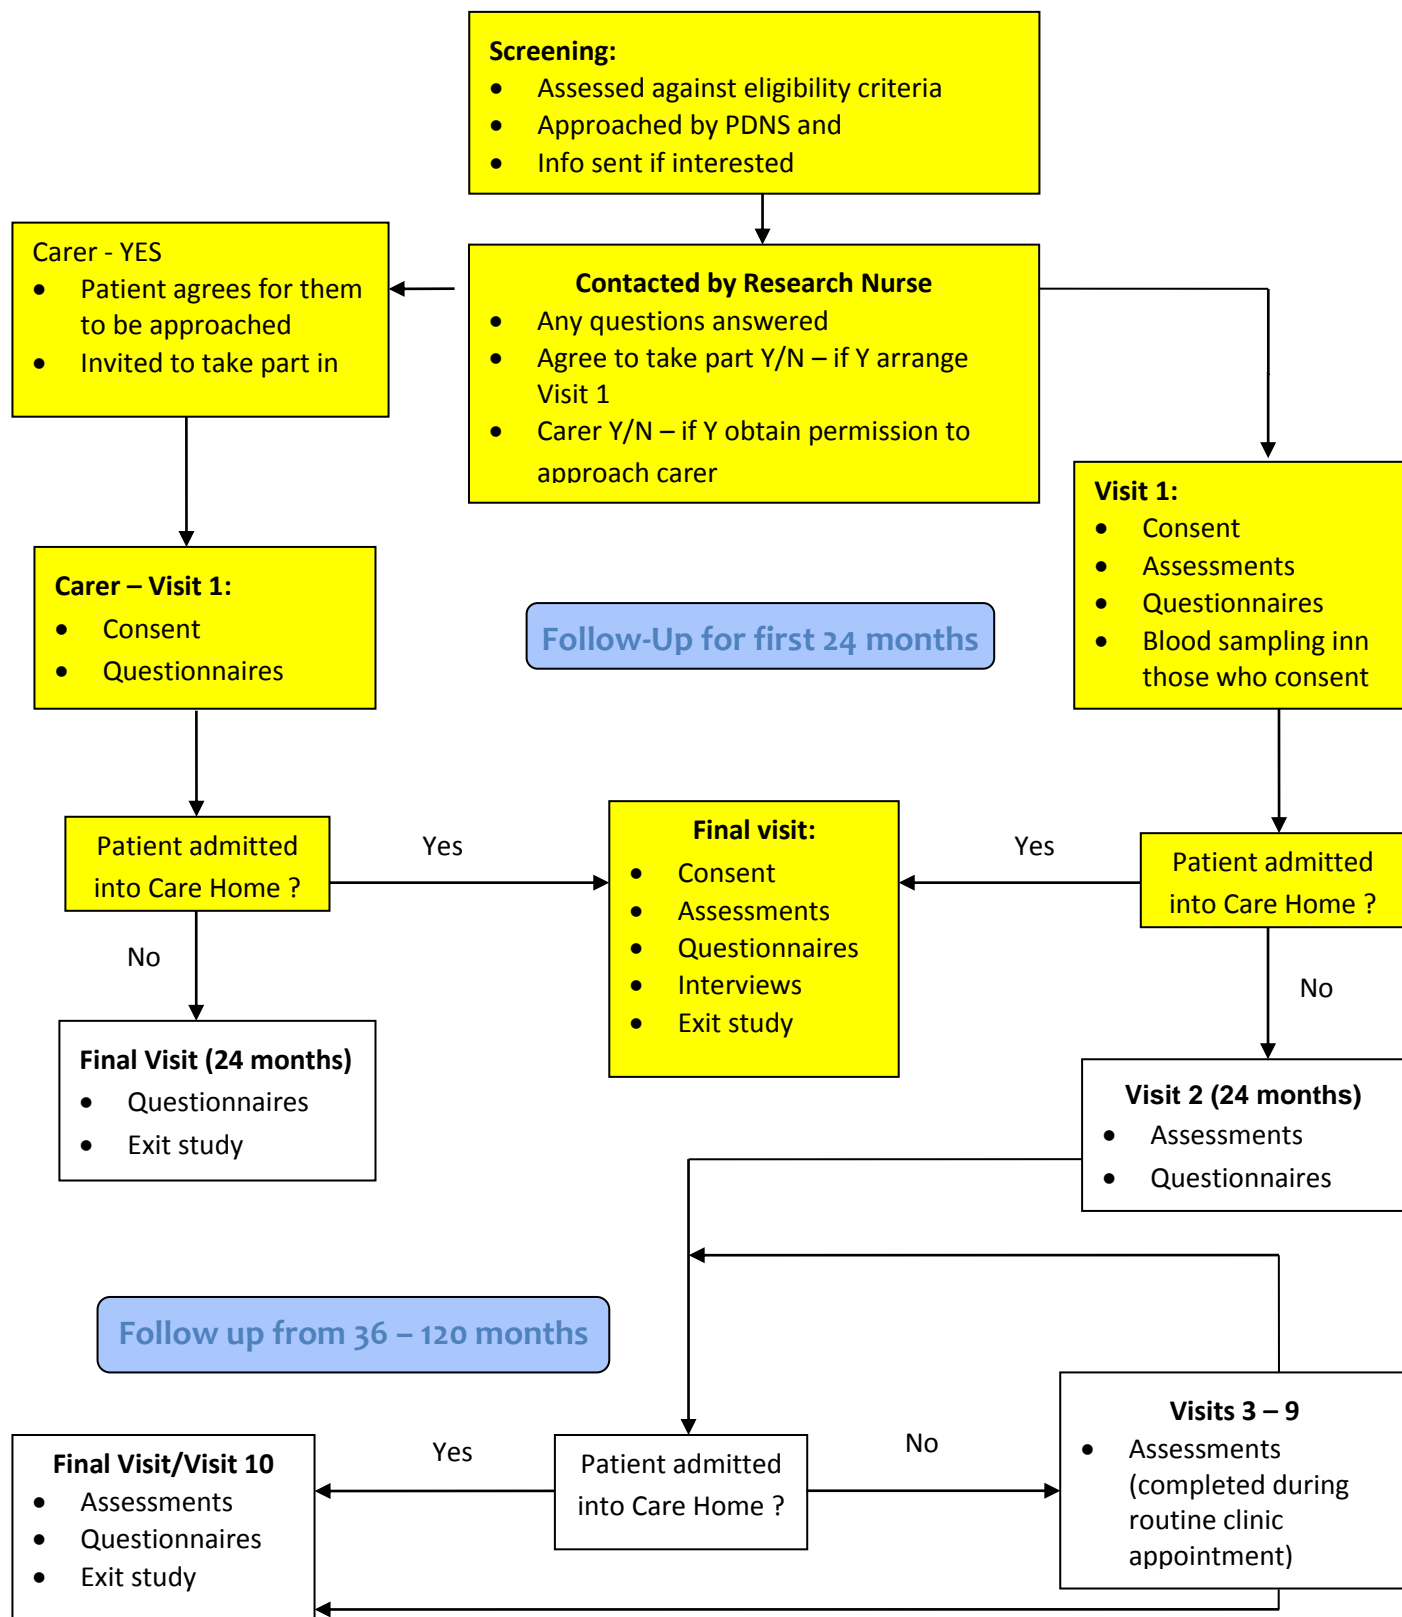 Screening:
• Assessed against eligibility criteria
• Approached by PDNS and
• Info sent if interested
Carer - YES
• Patient agrees for them
to be approached
• Invited to take part in
Contacted by Research Nurse
• Any questions answered
• Agree to take part Y/N – if Y arrange
Visit 1
• Carer Y/N – if Y obtain permission to
approach carer
Visit 1:
• Consent
• Assessments
• Questionnaires
• Blood sampling inn
those who consent
Carer – Visit 1:
• Consent
• Questionnaires
Follow-Up for first 24 months
Patient admitted
into Care Home ?
Yes
No
Final visit:
• Consent
• Assessments
• Questionnaires
• Interviews
• Exit study
Yes
Patient admitted
into Care Home ?
No
Final Visit (24 months)
• Questionnaires
• Exit study
Visit 2 (24 months)
• Assessments
• Questionnaires
Follow up from 36 – 120 months
Final Visit/Visit 10
• Assessments
• Questionnaires
• Exit study
Yes
Patient admitted
into Care Home ?
No
Visits 3 – 9
• Assessments
(completed during
routine clinic
appointment)